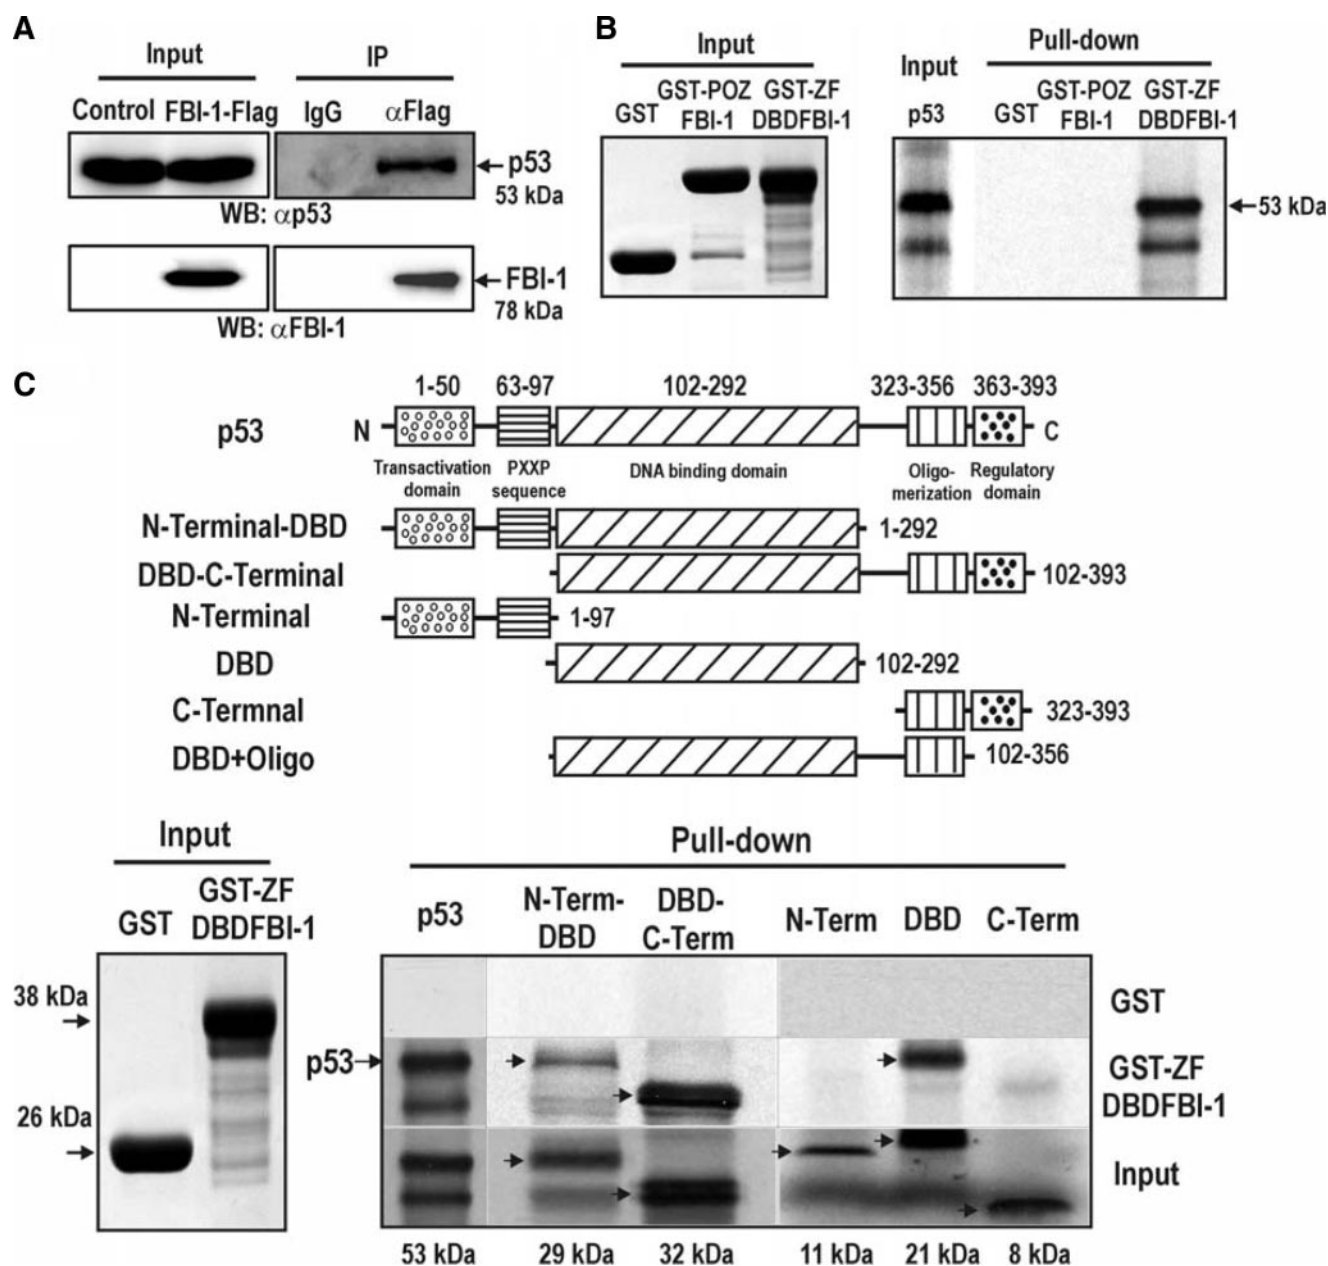 A
Input
IP
Control FBI-1-Flag
IgG
αFlag
p53
53 kDa
WB: αp53
FBI-1
78 kDa
WB: αFBI-1
B
Input
GST
GST-POZ
FBI-1
GST-ZF
DBDFBI-1
Input
p53
Pull-down
GST
GST-POZ
FBI-1
GST-ZF
DBDFBI-1
53 kDa
C
1-50
63-97
102-292
323-356
363-393
p53
N
C
Transactivation
domain
PXXP
sequence
DNA binding domain
Oligo-
merization
Regulatory
domain
N-Terminal-DBD
1-292
DBD-C-Terminal
102-393
N-Terminal
1-97
DBD
102-292
C-Termnal
323-393
DBD+Oligo
102-356
Input
GST
GST-ZF
DBDFBI-1
38 kDa
26 kDa
Pull-down
p53
N-Term-
DBD
DBD-
C-Term
N-Term
DBD
C-Term
GST
p53
GST-ZF
DBDFBI-1
Input
53 kDa
29 kDa
32 kDa
11 kDa
21 kDa
8 kDa